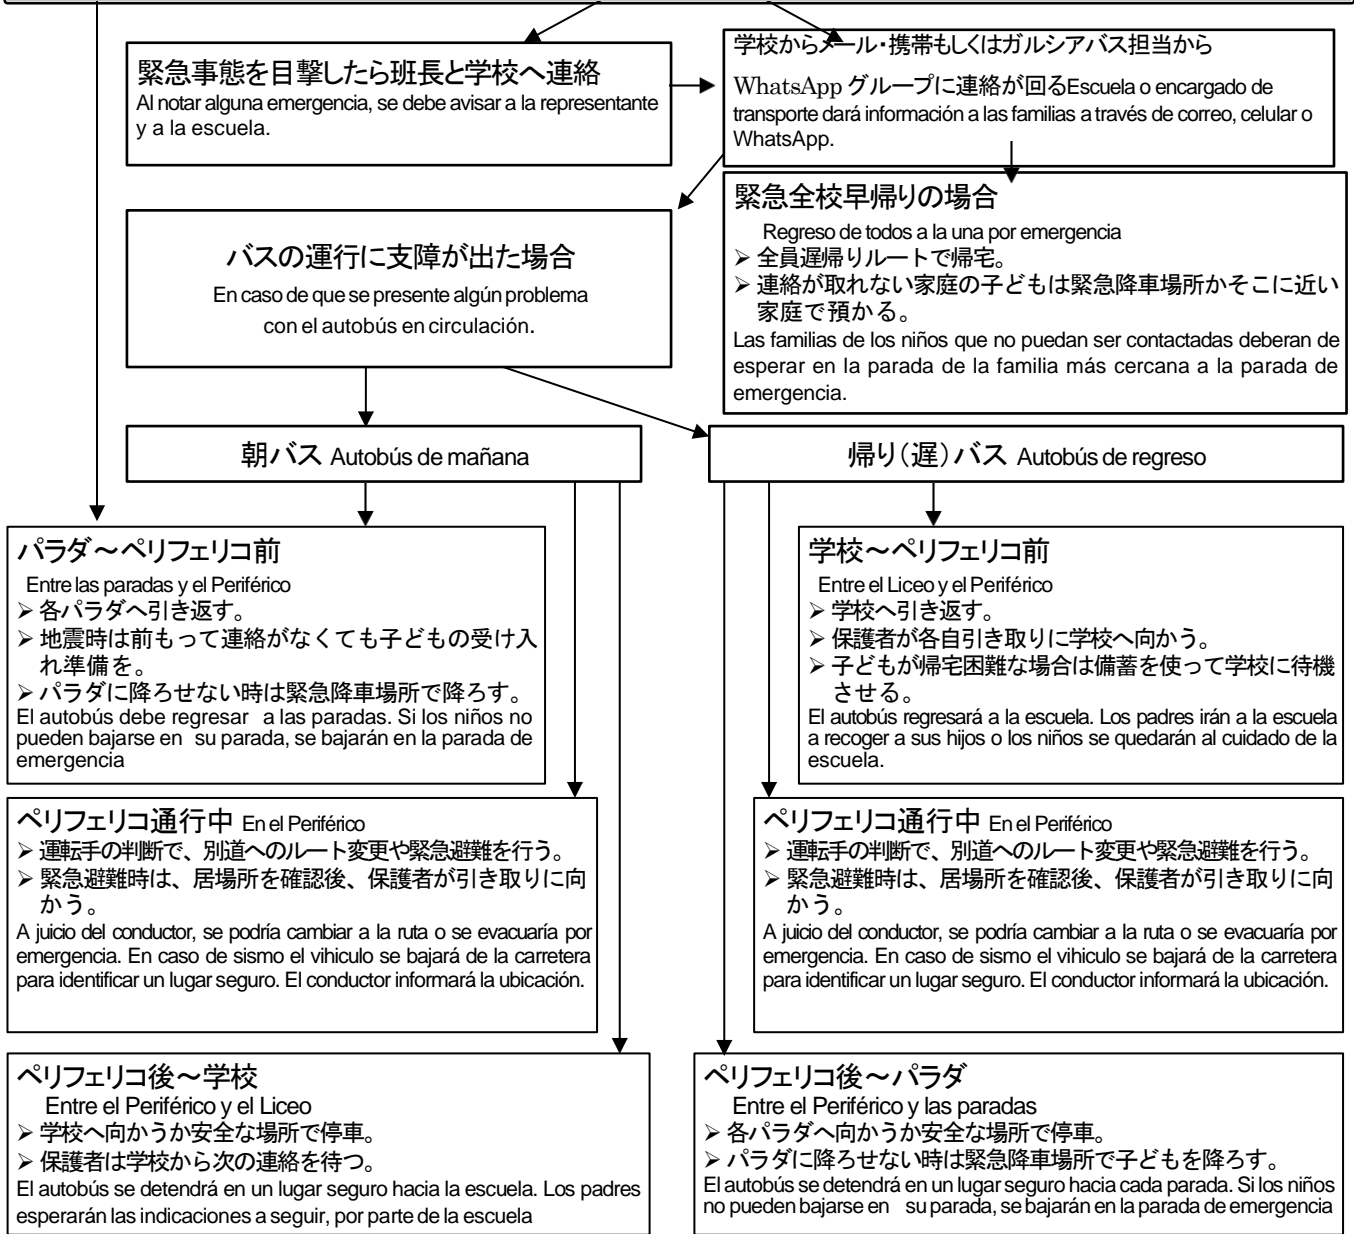 緊急事態を目撃したら班長と学校へ連絡
Al notar alguna emergencia, se debe avisar a la representante
y a la escuela.
学校からメール・携帯もしくはガルシアバス担当から
WhatsApp グループに連絡が回るEscuela o encargado de
transporte dará información a las familias a través de correo, celular o
WhatsApp.
緊急全校早帰りの場合
Regreso de todos a la una por emergencia
➢ 全員遅帰りルートで帰宅。
➢ 連絡が取れない家庭の子どもは緊急降車場所かそこに近い
家庭で預かる。
Las familias de los niños que no puedan ser contactadas deberan de
esperar en la parada de la familia más cercana a la parada de
emergencia.
バスの運行に支障が出た場合
En caso de que se presente algún problema
con el autobús en circulación.
朝バス Autobús de mañana
帰り（遅）バス Autobús de regreso
パラダ～ペリフェリコ前
Entre las paradas y el Periférico
➢ 各パラダへ引き返す。
➢ 地震時は前もって連絡がなくても子どもの受け入
れ準備を。
➢ パラダに降ろせない時は緊急降車場所で降ろす。
El autobús debe regresar a las paradas. Si los niños no
pueden bajarse en su parada, se bajarán en la parada de
emergencia
学校～ペリフェリコ前
Entre el Liceo y el Periférico
➢ 学校へ引き返す。
➢ 保護者が各自引き取りに学校へ向かう。
➢ 子どもが帰宅困難な場合は備蓄を使って学校に待機
させる。
El autobús regresará a la escuela. Los padres irán a la escuela
a recoger a sus hijos o los niños se quedarán al cuidado de la
escuela.
ペリフェリコ通行中 En el Periférico
➢ 運転手の判断で、別道へのルート変更や緊急避難を行う。
➢ 緊急避難時は、居場所を確認後、保護者が引き取りに向
かう。
A juicio del conductor, se podría cambiar a la ruta o se evacuaría por
emergencia. En caso de sismo el vihiculo se bajará de la carretera
para identificar un lugar seguro. El conductor informará la ubicación.
ペリフェリコ通行中 En el Periférico
➢ 運転手の判断で、別道へのルート変更や緊急避難を行う。
➢ 緊急避難時は、居場所を確認後、保護者が引き取りに向
かう。
A juicio del conductor, se podría cambiar a la ruta o se evacuaría por
emergencia. En caso de sismo el vihiculo se bajará de la carretera
para identificar un lugar seguro. El conductor informará la ubicación.
ペリフェリコ後～学校
Entre el Periférico y el Liceo
➢ 学校へ向かうか安全な場所で停車。
➢ 保護者は学校から次の連絡を待つ。
El autobús se detendrá en un lugar seguro hacia la escuela. Los padres
esperarán las indicaciones a seguir, por parte de la escuela
ペリフェリコ後～パラダ
Entre el Periférico y las paradas
➢ 各パラダへ向かうか安全な場所で停車。
➢ パラダに降ろせない時は緊急降車場所で子どもを降ろす。
El autobús se detendrá en un lugar seguro hacia cada parada. Si los niños
no pueden bajarse en su parada, se bajarán en la parada de emergencia